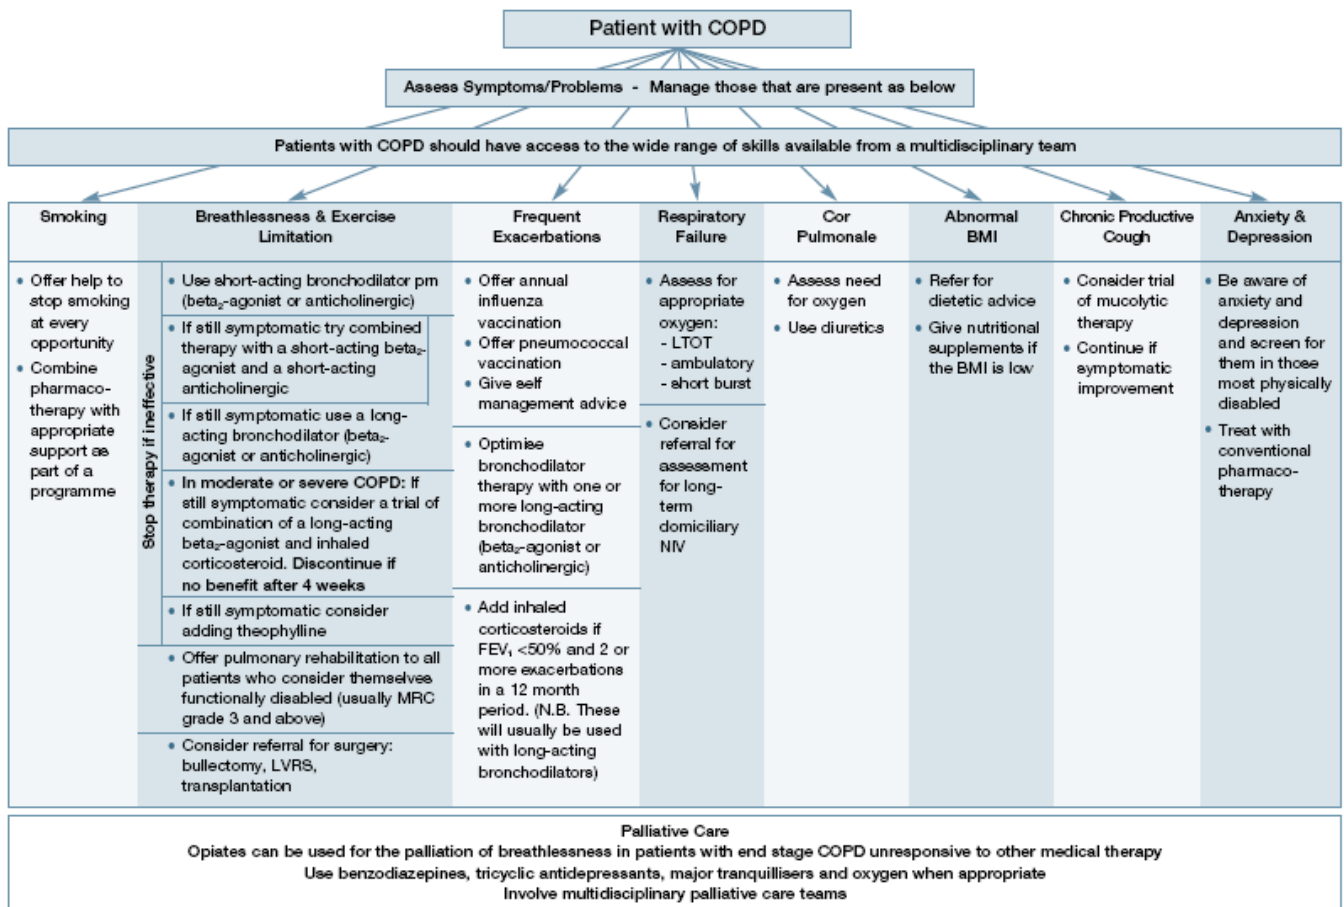 Patient with COPD
Assess Symptoms/Problems - Manage those that are present as below
Patients with COPD should have access to the wide range of skills available from a multidisciplinary team
Smoking
• Offer help to
stop smoking
at every
opportunity
• Combine
pharmaco-
therapy with
appropriate
support as
part of a
programme
Breathlessness & Exercise
Limitation
Stop therapy if ineffective
• Use short-acting bronchodilator prn
(beta₂-agonist or anticholinergic)
• If still symptomatic try combined
therapy with a short-acting beta₂-
agonist and a short-acting
anticholinergic
• If still symptomatic use a long-
acting bronchodilator (beta₂-
agonist or anticholinergic)
• In moderate or severe COPD: If
still symptomatic consider a trial of
combination of a long-acting
beta₂-agonist and inhaled
corticosteroid. Discontinue if
no benefit after 4 weeks
• If still symptomatic consider
adding theophylline
• Offer pulmonary rehabilitation to all
patients who consider themselves
functionally disabled (usually MRC
grade 3 and above)
• Consider referral for surgery:
bullectomy, LVRS,
transplantation
Frequent
Exacerbations
• Offer annual
influenza
vaccination
• Offer pneumococcal
vaccination
• Give self
management advice
• Optimise
bronchodilator
therapy with one or
more long-acting
bronchodilator
(beta₂-agonist or
anticholinergic)
• Add inhaled
corticosteroids if
FEV₁ <50% and 2 or
more exacerbations
in a 12 month
period. (N.B. These
will usually be used
with long-acting
bronchodilators)
Respiratory
Failure
• Assess for
appropriate
oxygen:
- LTOT
- ambulatory
- short burst
• Consider
referral for
assessment
for long-
term
domiciliary
NIV
Cor
Pulmonale
• Assess need
for oxygen
• Use diuretics
Abnormal
BMI
• Refer for
dietetic advice
• Give nutritional
supplements if
the BMI is low
Chronic Productive
Cough
• Consider trial
of mucolytic
therapy
• Continue if
symptomatic
improvement
Anxiety &
Depression
• Be aware of
anxiety and
depression
and screen for
them in those
most physically
disabled
• Treat with
conventional
pharmaco-
therapy
Palliative Care
Opiates can be used for the palliation of breathlessness in patients with end stage COPD unresponsive to other medical therapy
Use benzodiazepines, tricyclic antidepressants, major tranquillisers and oxygen when appropriate
Involve multidisciplinary palliative care teams